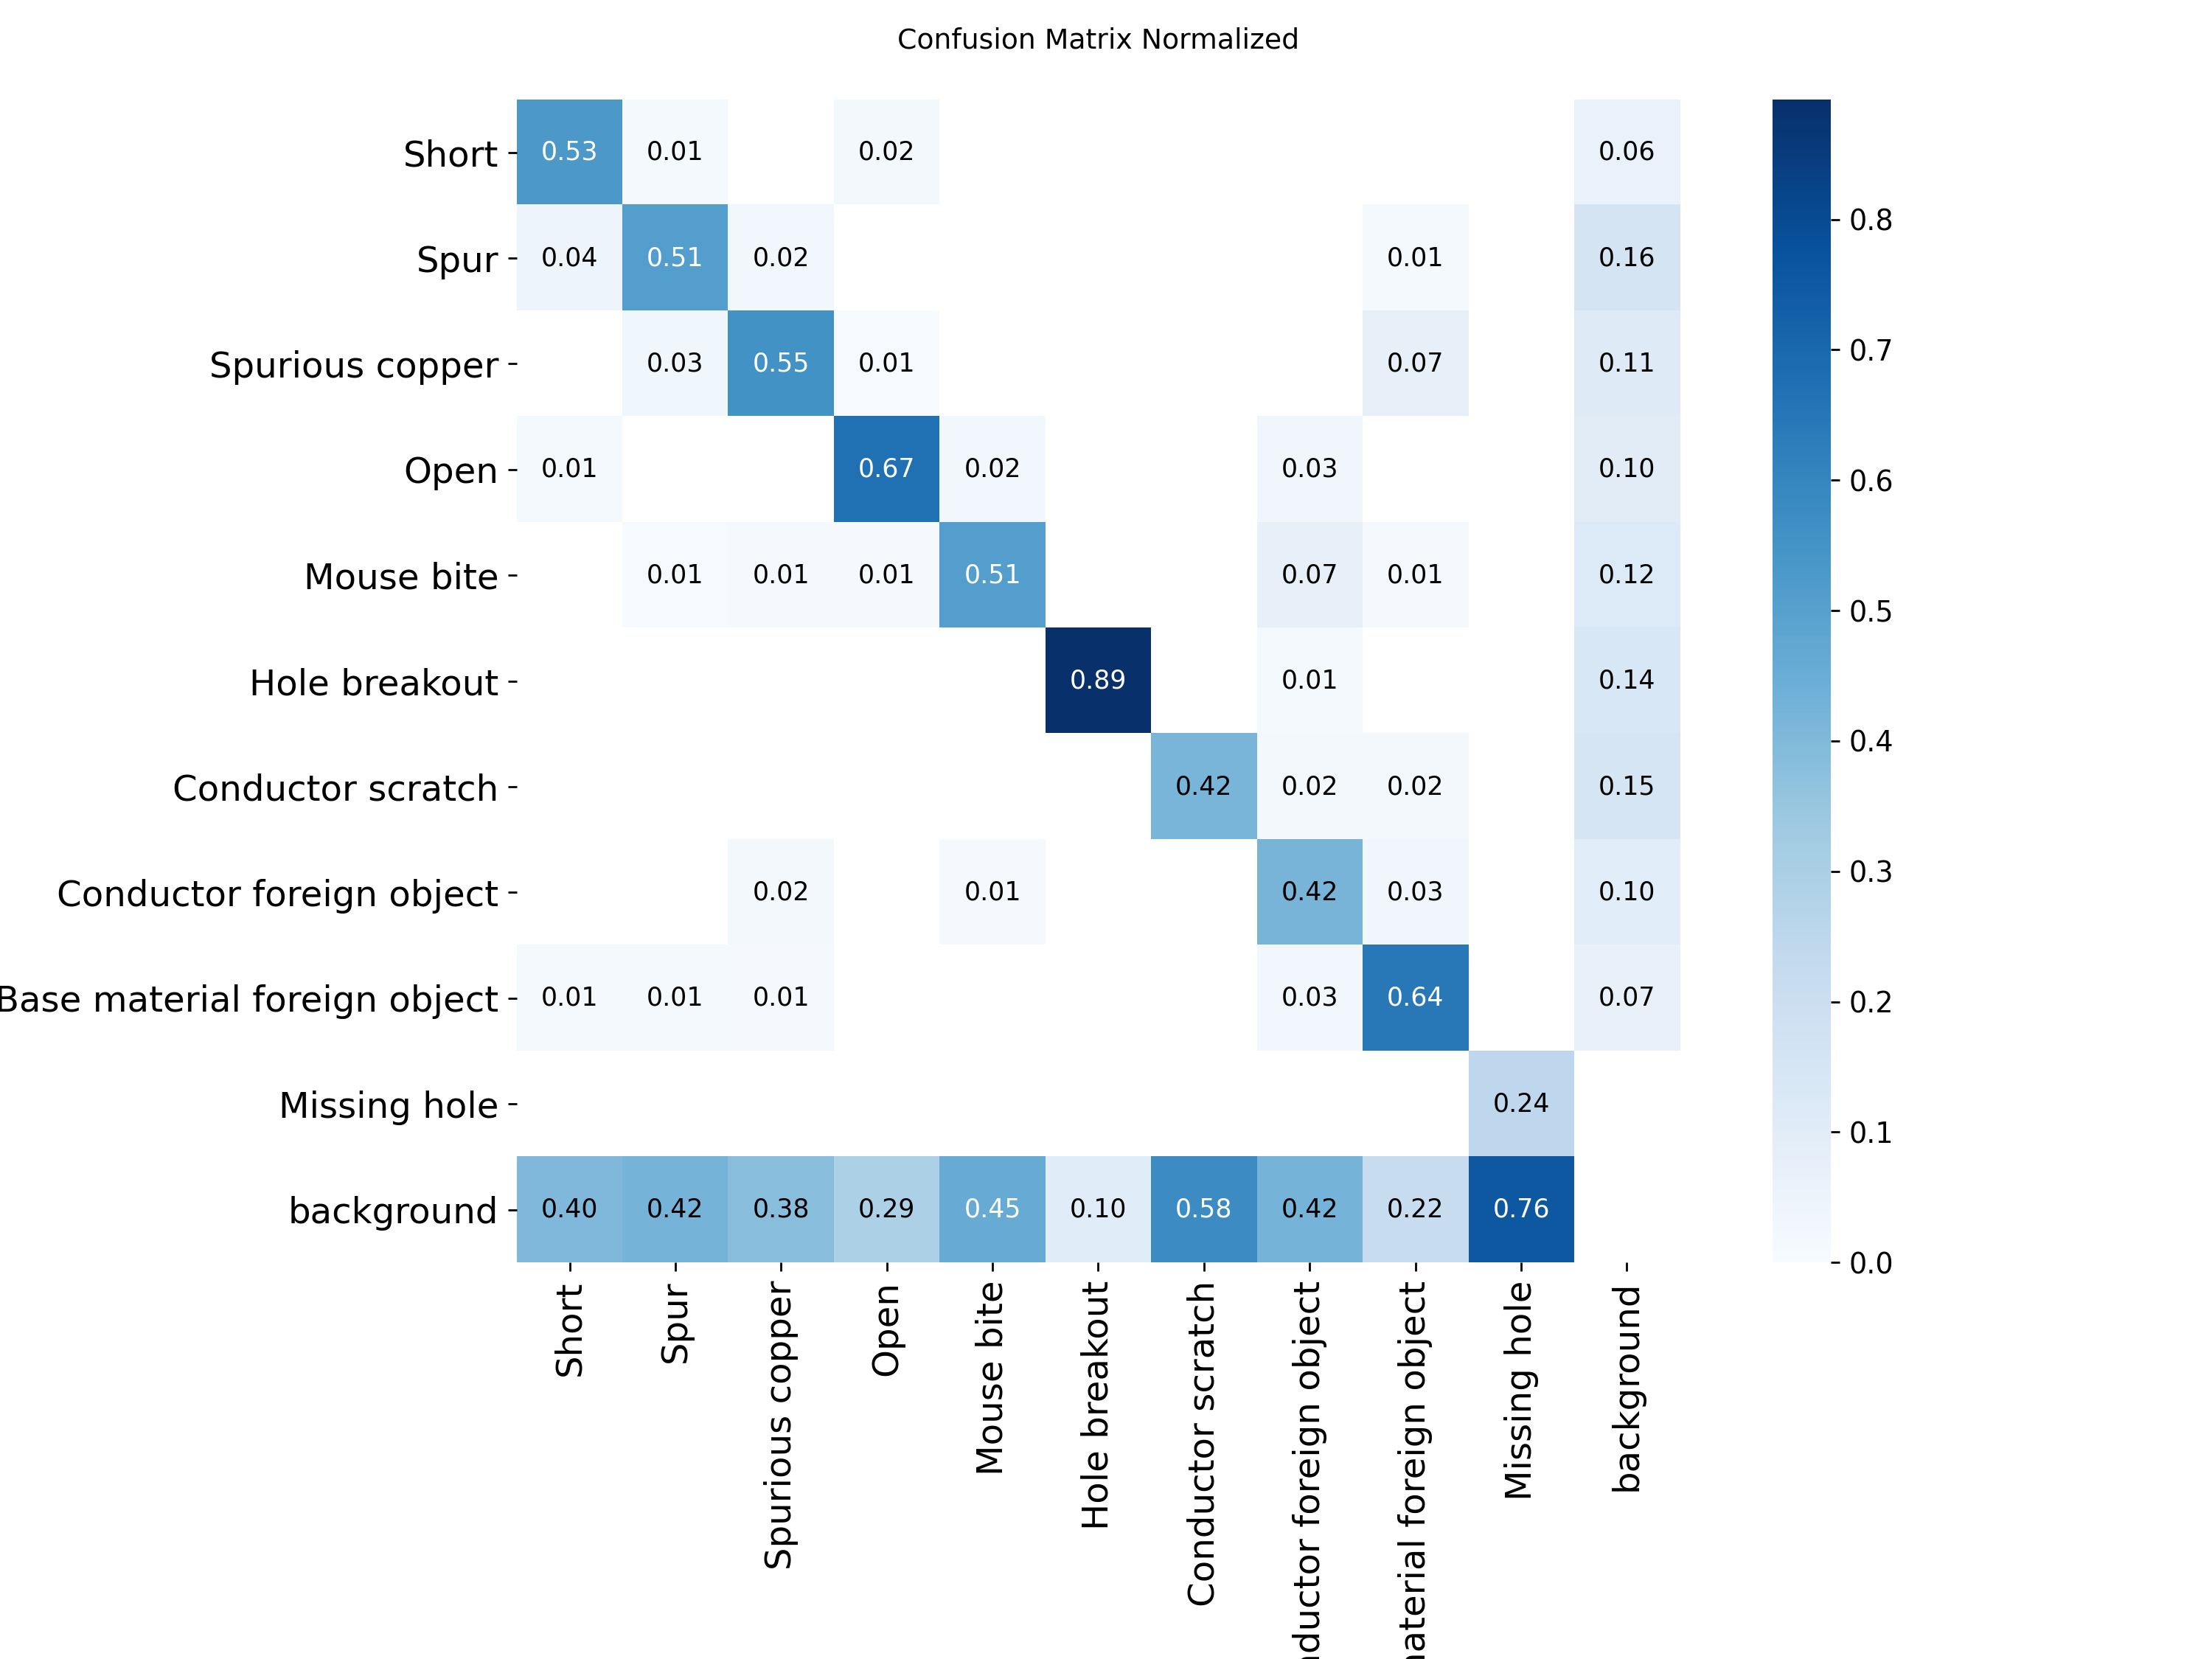 Confusion Matrix Normalized
Short 0.53 0.01 0.02 0.06
Spur 0.04 0.51 0.02 0.01 0.16
Spurious copper 0.03 0.55 0.01 0.07 0.11
Open 0.01 0.67 0.02 0.03 0.10
Mouse bite 0.01 0.01 0.01 0.51 0.07 0.01 0.12
Hole breakout 0.89 0.01 0.14
Conductor scratch 0.42 0.02 0.02 0.15
Conductor foreign object 0.02 0.01 0.42 0.03 0.10
Base material foreign object 0.01 0.01 0.01 0.03 0.64 0.07
Missing hole 0.24
background 0.40 0.42 0.38 0.29 0.45 0.10 0.58 0.42 0.22 0.76
Short
Spur
Spurious copper
Open
Mouse bite
Hole breakout
Conductor scratch
nductor foreign object
material foreign object
Missing hole
background
0.8
0.7
0.6
0.5
0.4
0.3
0.2
0.1
0.0